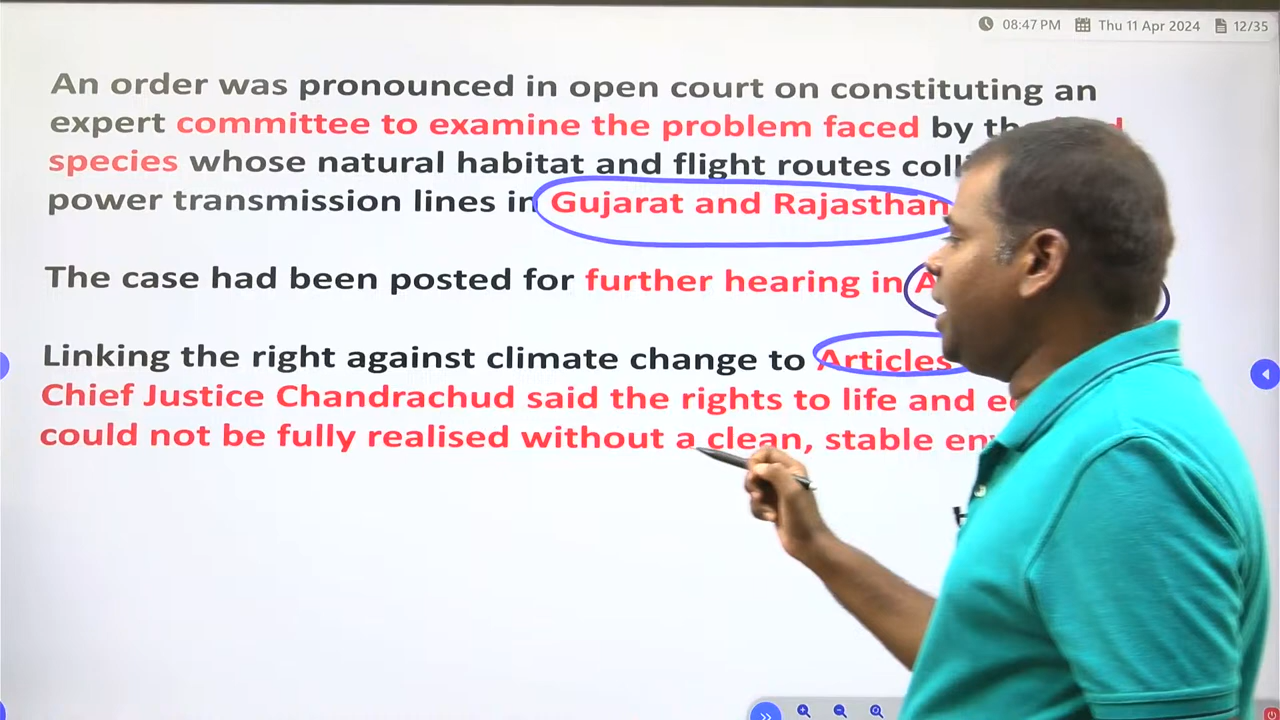 08:47 PM Thu 11 Apr 2024 12/35
An order was pronounced in open court on constituting an
expert committee to examine the problem faced by
species whose natural habitat and flight routes
power transmission lines in Gujarat and Rajasthan
The case had been posted for further hearing in
Linking the right against climate change to Articles
Chief Justice Chandrachud said the rights to life and
could not be fully realised without a clean, stable